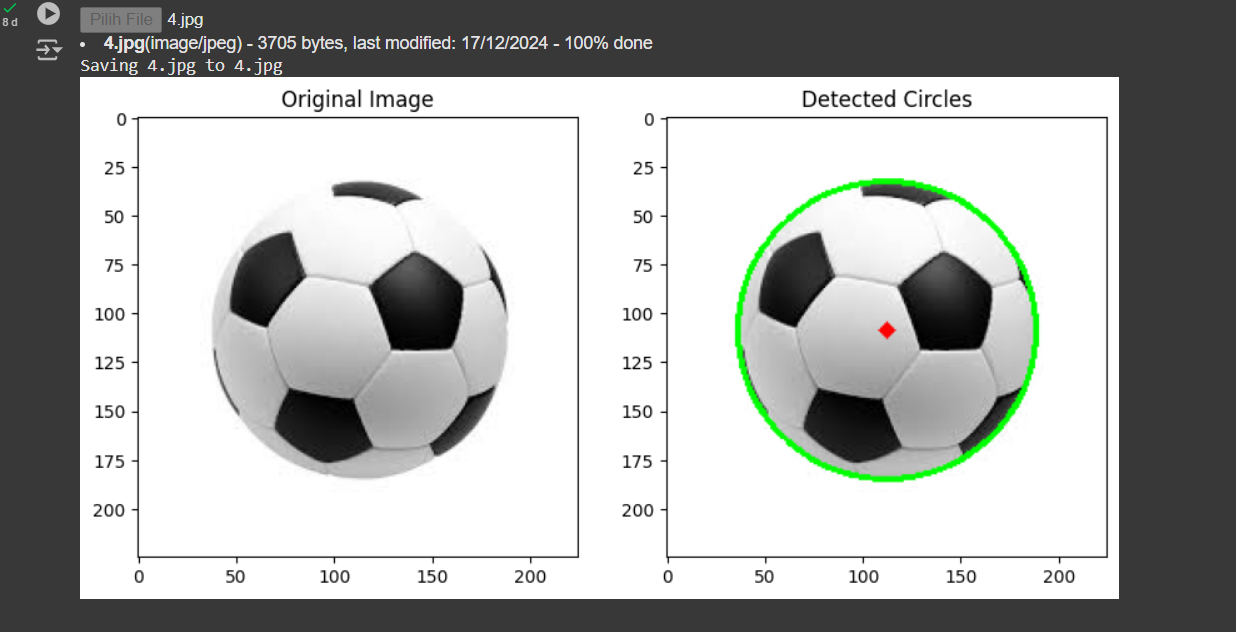 8 d
Pilih File 4.jpg
• 4.jpg(image/jpeg) - 3705 bytes, last modified: 17/12/2024 - 100% done
Saving 4.jpg to 4.jpg
Original Image
0
25
50
75
100
125
150
175
200
0 50 100 150 200
Detected Circles
0
25
50
75
100
125
150
175
200
0 50 100 150 200